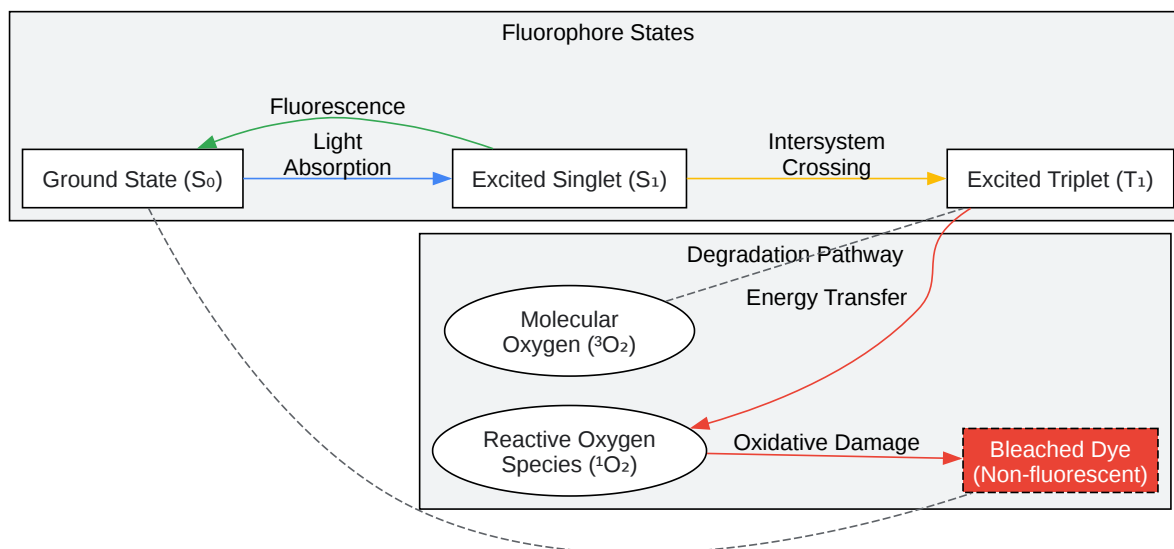 Fluorophore States
Fluorescence
Light
Absorption
Intersystem
Crossing
Ground State (S₀)
Excited Singlet (S₁)
Excited Triplet (T₁)
Degradation Pathway
Energy Transfer
Molecular
Oxygen (³O₂)
Reactive Oxygen
Species (¹O₂)
Oxidative Damage
Bleached Dye
(Non-fluorescent)